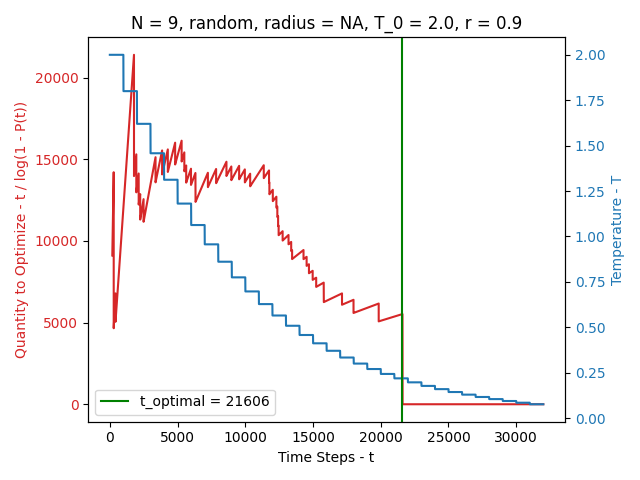 N = 9, random, radius = NA, T_0 = 2.0, r = 0.9
Quantity to Optimize - t / log(1 - P(t))
20000
15000
10000
5000
0
2.00
1.75
1.50
1.25
1.00
0.75
0.50
0.25
0.00
Temperature - T
t_optimal = 21606
0 5000 10000 15000 20000 25000 30000
Time Steps - t